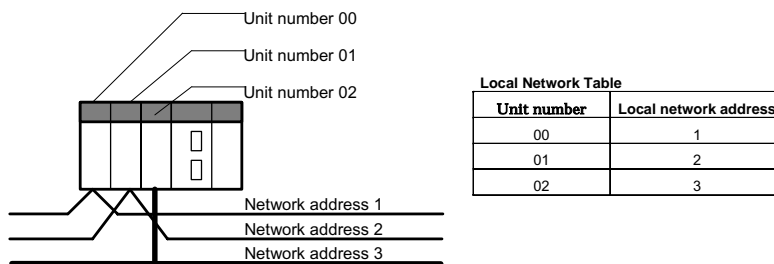 Unit number 00
Unit number 01
Unit number 02
Local Network Table
Unit number Local network address
00 1
01 2
02 3
Network address 1
Network address 2
Network address 3